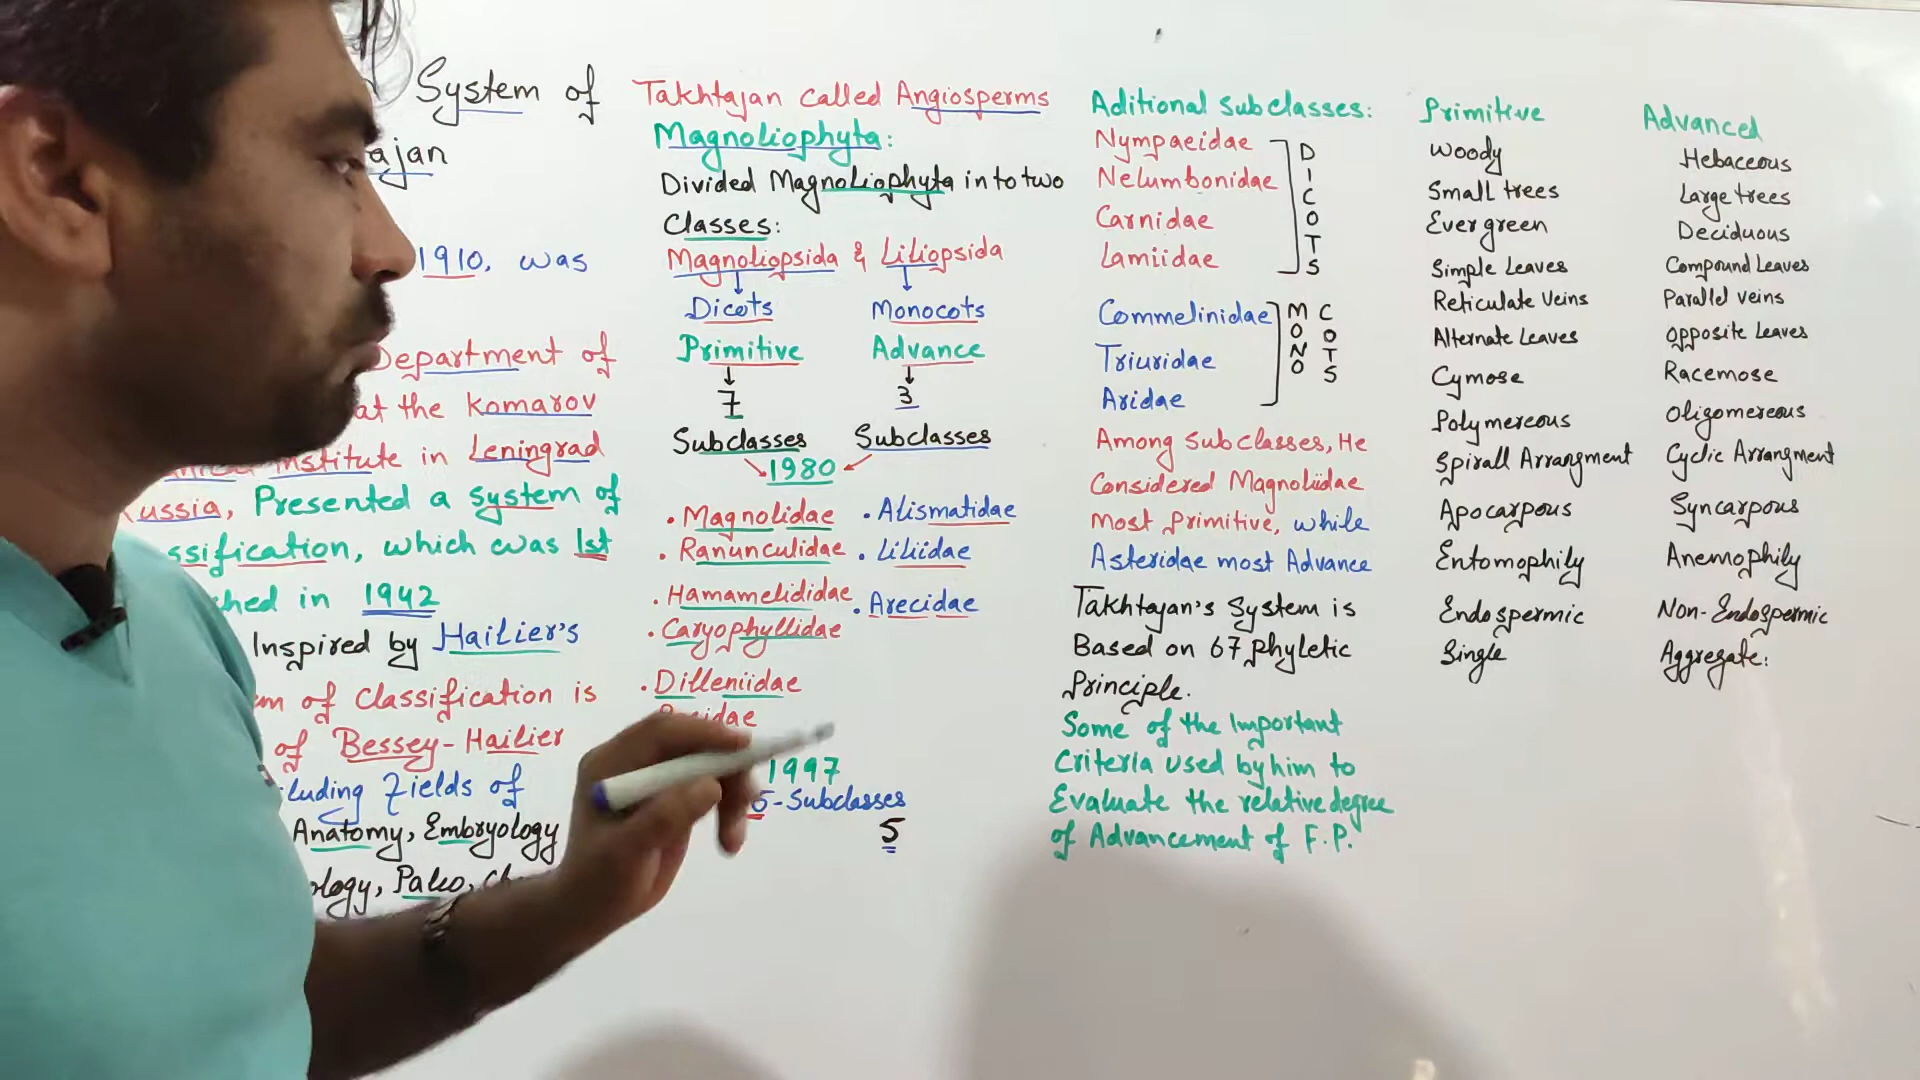 System of
ajan
1910, was
Department of
at the Komarov
Institute in Leningrad
ussia, Presented a system of
ssification, which was 1st
hed in 1942
Inspired by Hailier's
em of classification is
of Bessey-Hailier
luding Fields of
Anatomy, Embryology
ology, Paleo, Ch
Takhtajan called Angiosperms
Magnoliophyta:
Divided Magnoliophyta into two
Classes:
Magnoliopsida & Liliopsida
Dicots Monocots
Primitive Advance
7 3
Subclasses Subclasses
1980
• Magnolidae • Alismatidae
• Ranunculidae • Liliidae
• Hamamelididae • Arecidae
• Caryophyllidae
• Dilleniidae
1997
5-Subclasses
5
Aditional subclasses:
Nympaeidae
Nelumbonidae
Carnidae
Lamiidae
DICOTS
Commelinidae
Triuridae
Aridae
MONO COTS
Among subclasses, He
Considered Magnoliidae
most primitive, while
Asteridae most Advance
Takhtajan's System is
Based on 67 phyletic
Principle.
Some of the Important
Criteria used by him to
Evaluate the relative degree
of Advancement of F.P.
Primitive Advanced
Woody Hebaceous
Small trees Large trees
Evergreen Deciduous
Simple Leaves Compound Leaves
Reticulate Veins Parallel veins
Alternate Leaves Opposite Leaves
Cymose Racemose
Polymereous Oligomereous
Spirall Arrangment Cyclic Arrangment
Apocarpous Syncarpous
Entomophily Anemophily
Endospermic Non-Endospermic
Single Aggregate: